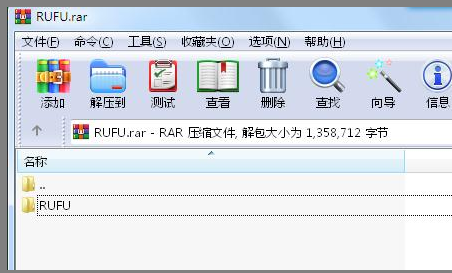 RUFU.rar
文件(F) 命令(C) 工具(S) 收藏夹(O) 选项(N) 帮助(H)
添加 解压到 测试 查看 删除 查找 向导 信息
RUFU.rar - RAR 压缩文件, 解包大小为 1,358,712 字节
名称
..
RUFU